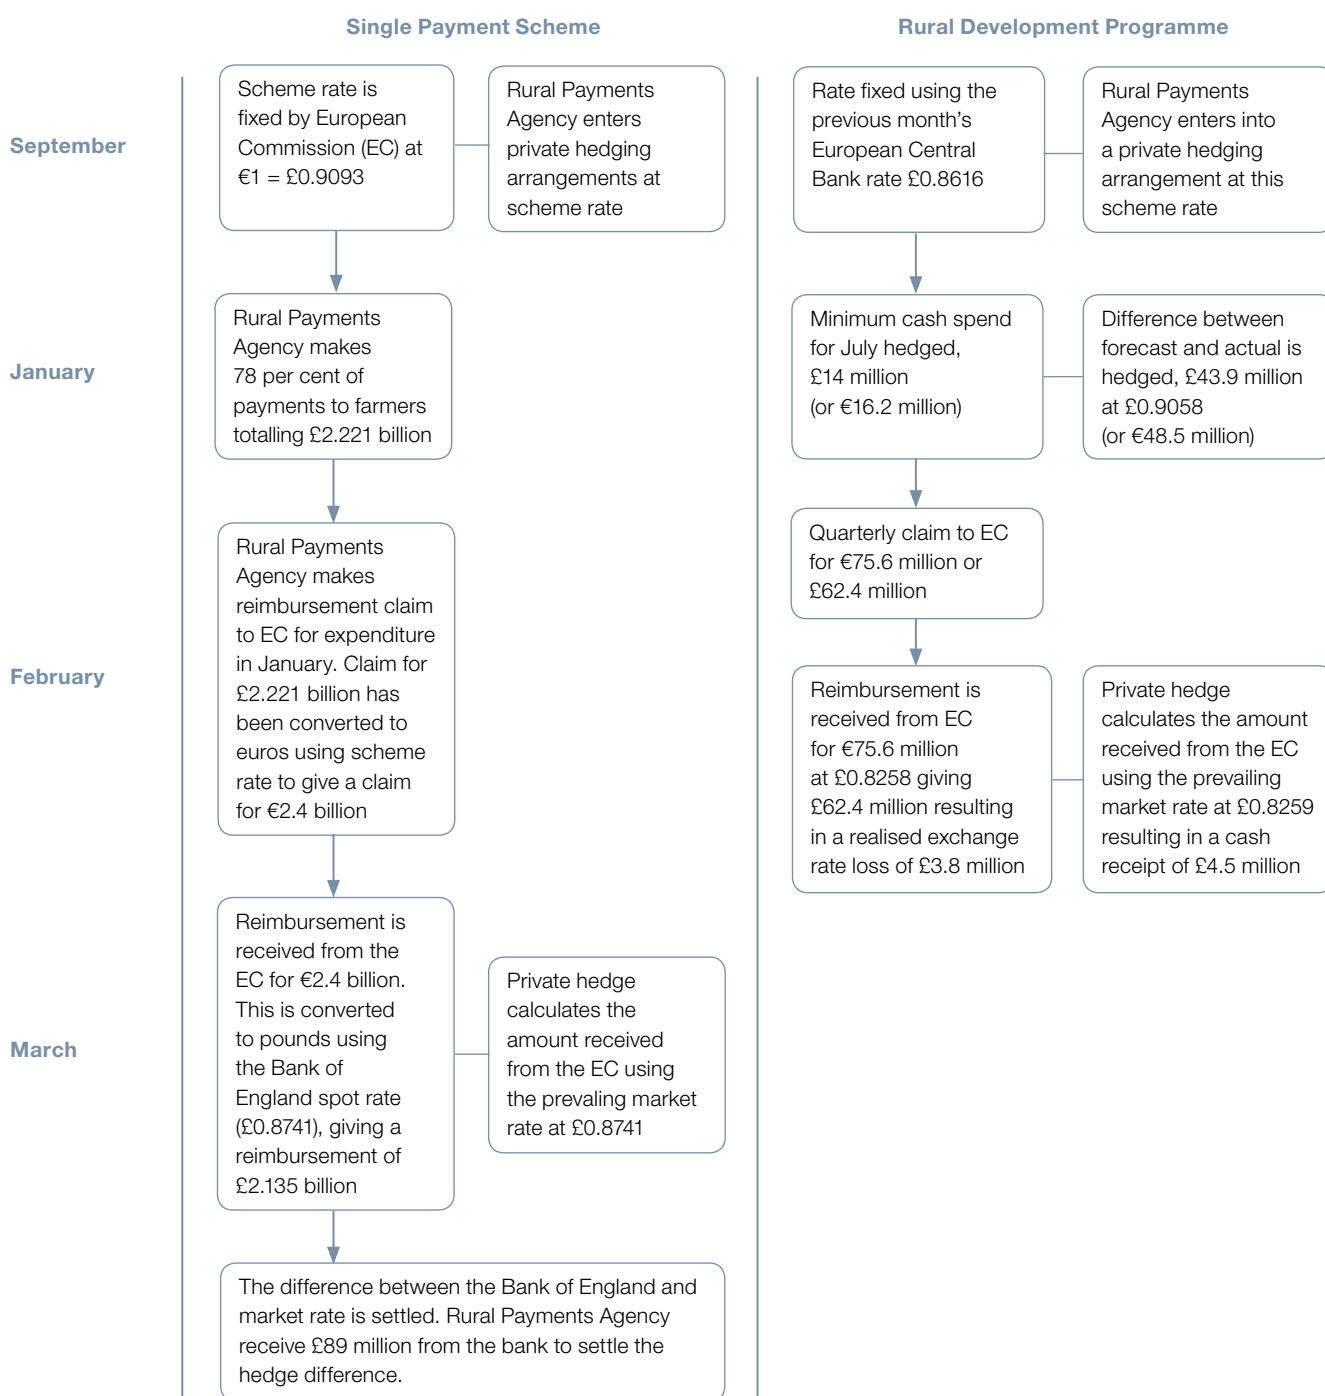 Single Payment Scheme
Rural Development Programme
September
Scheme rate is
fixed by European
Commission (EC) at
€1 = £0.9093
Rural Payments
Agency enters
private hedging
arrangements at
scheme rate
Rate fixed using the
previous month's
European Central
Bank rate £0.8616
Rural Payments
Agency enters into
a private hedging
arrangement at this
scheme rate
January
Rural Payments
Agency makes
78 per cent of
payments to farmers
totalling £2.221 billion
Minimum cash spend
for July hedged,
£14 million
(or €16.2 million)
Difference between
forecast and actual is
hedged, £43.9 million
at £0.9058
(or €48.5 million)
February
Rural Payments
Agency makes
reimbursement claim
to EC for expenditure
in January. Claim for
£2.221 billion has
been converted to
euros using scheme
rate to give a claim
for €2.4 billion
Quarterly claim to EC
for €75.6 million or
£62.4 million
Reimbursement is
received from EC
for €75.6 million
at £0.8258 giving
£62.4 million resulting
in a realised exchange
rate loss of £3.8 million
Private hedge
calculates the amount
received from the EC
using the prevailing
market rate at £0.8259
resulting in a cash
receipt of £4.5 million
March
Reimbursement is
received from the
EC for €2.4 billion.
This is converted
to pounds using
the Bank of
England spot rate
(£0.8741), giving a
reimbursement of
£2.135 billion
Private hedge
calculates the
amount received
from the EC using
the prevaling market
rate at £0.8741
The difference between the Bank of England and
market rate is settled. Rural Payments Agency
receive £89 million from the bank to settle the
hedge difference.